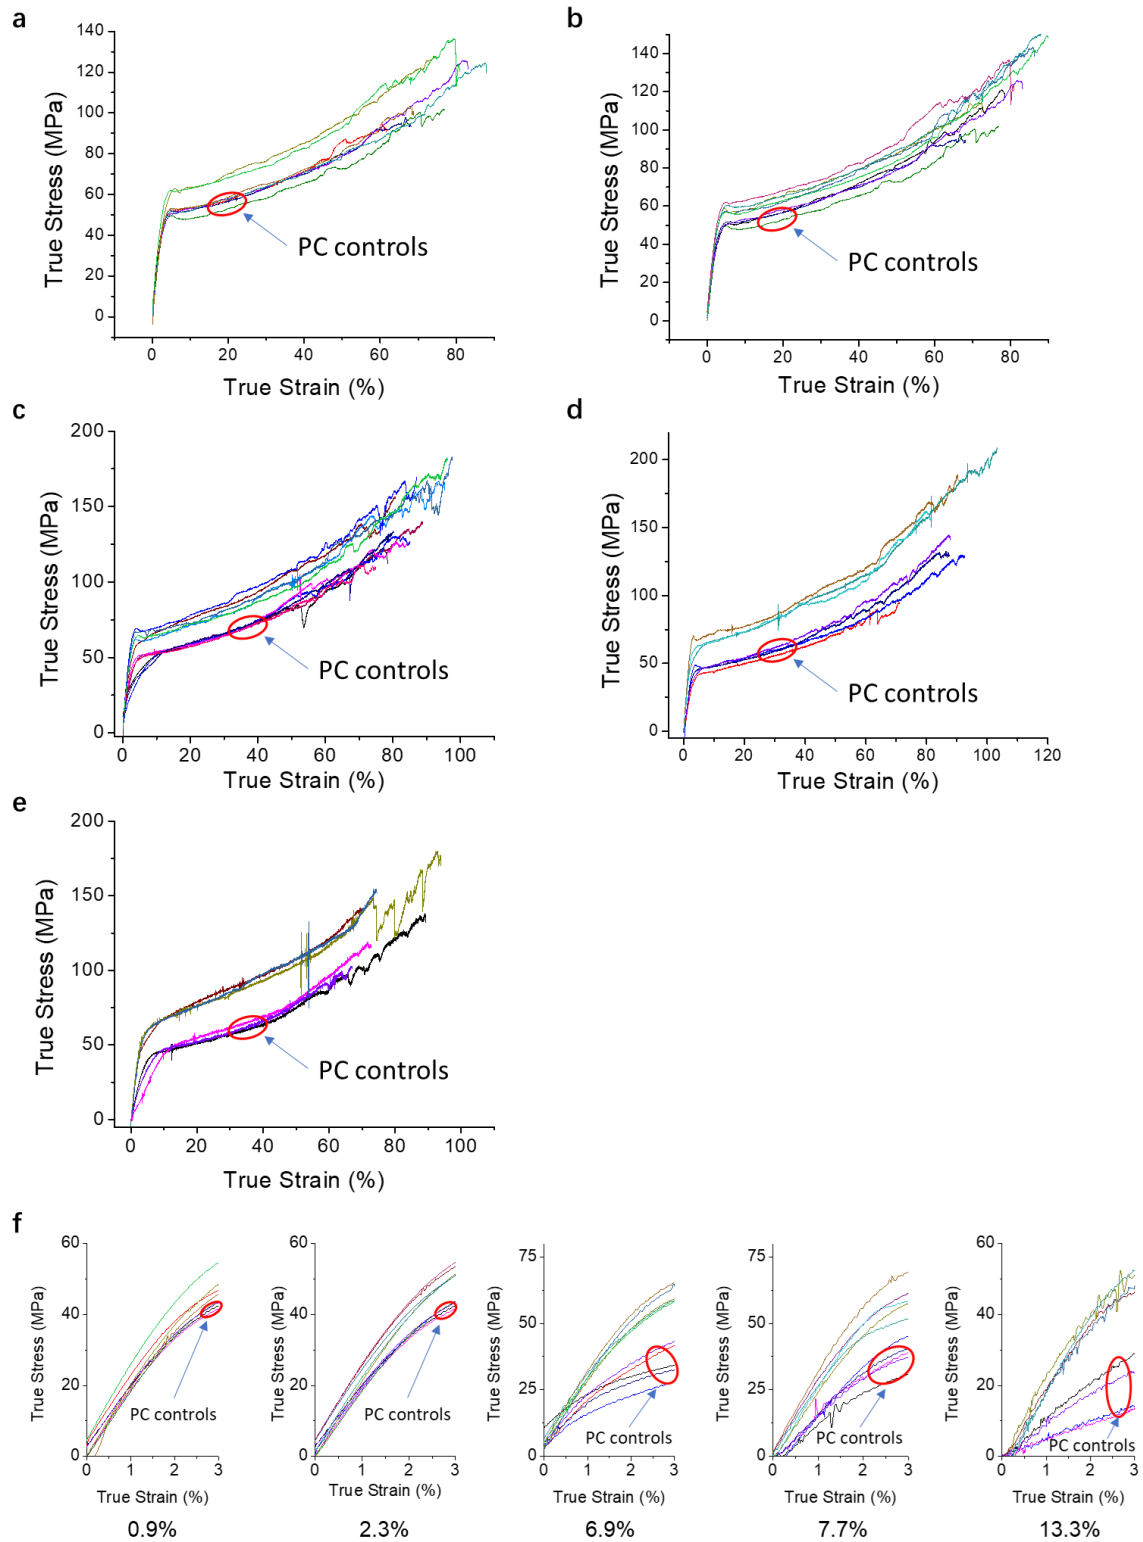 a
True Stress (MPa)
140
120
100
80
60
40
20
0
PC controls
0 20 40 60 80
True Strain (%)
b
True Stress (MPa)
140
120
100
80
60
40
20
0
PC controls
0 20 40 60 80
True Strain (%)
c
True Stress (MPa)
200
150
100
50
0
PC controls
0 20 40 60 80 100
True Strain (%)
d
True Stress (MPa)
200
150
100
50
0
PC controls
0 20 40 60 80 100 120
True Strain (%)
e
True Stress (MPa)
200
150
100
50
0
PC controls
0 20 40 60 80 100
True Strain (%)
f
True Stress (MPa)
60
40
20
0
PC controls
0 1 2 3
True Strain (%)
0.9%
True Stress (MPa)
60
40
20
0
PC controls
0 1 2 3
True Strain (%)
2.3%
True Stress (MPa)
75
50
25
0
PC controls
0 1 2 3
True Strain (%)
6.9%
True Stress (MPa)
75
50
25
0
PC controls
0 1 2 3
True Strain (%)
7.7%
True Stress (MPa)
60
40
20
0
PC controls
0 1 2 3
True Strain (%)
13.3%